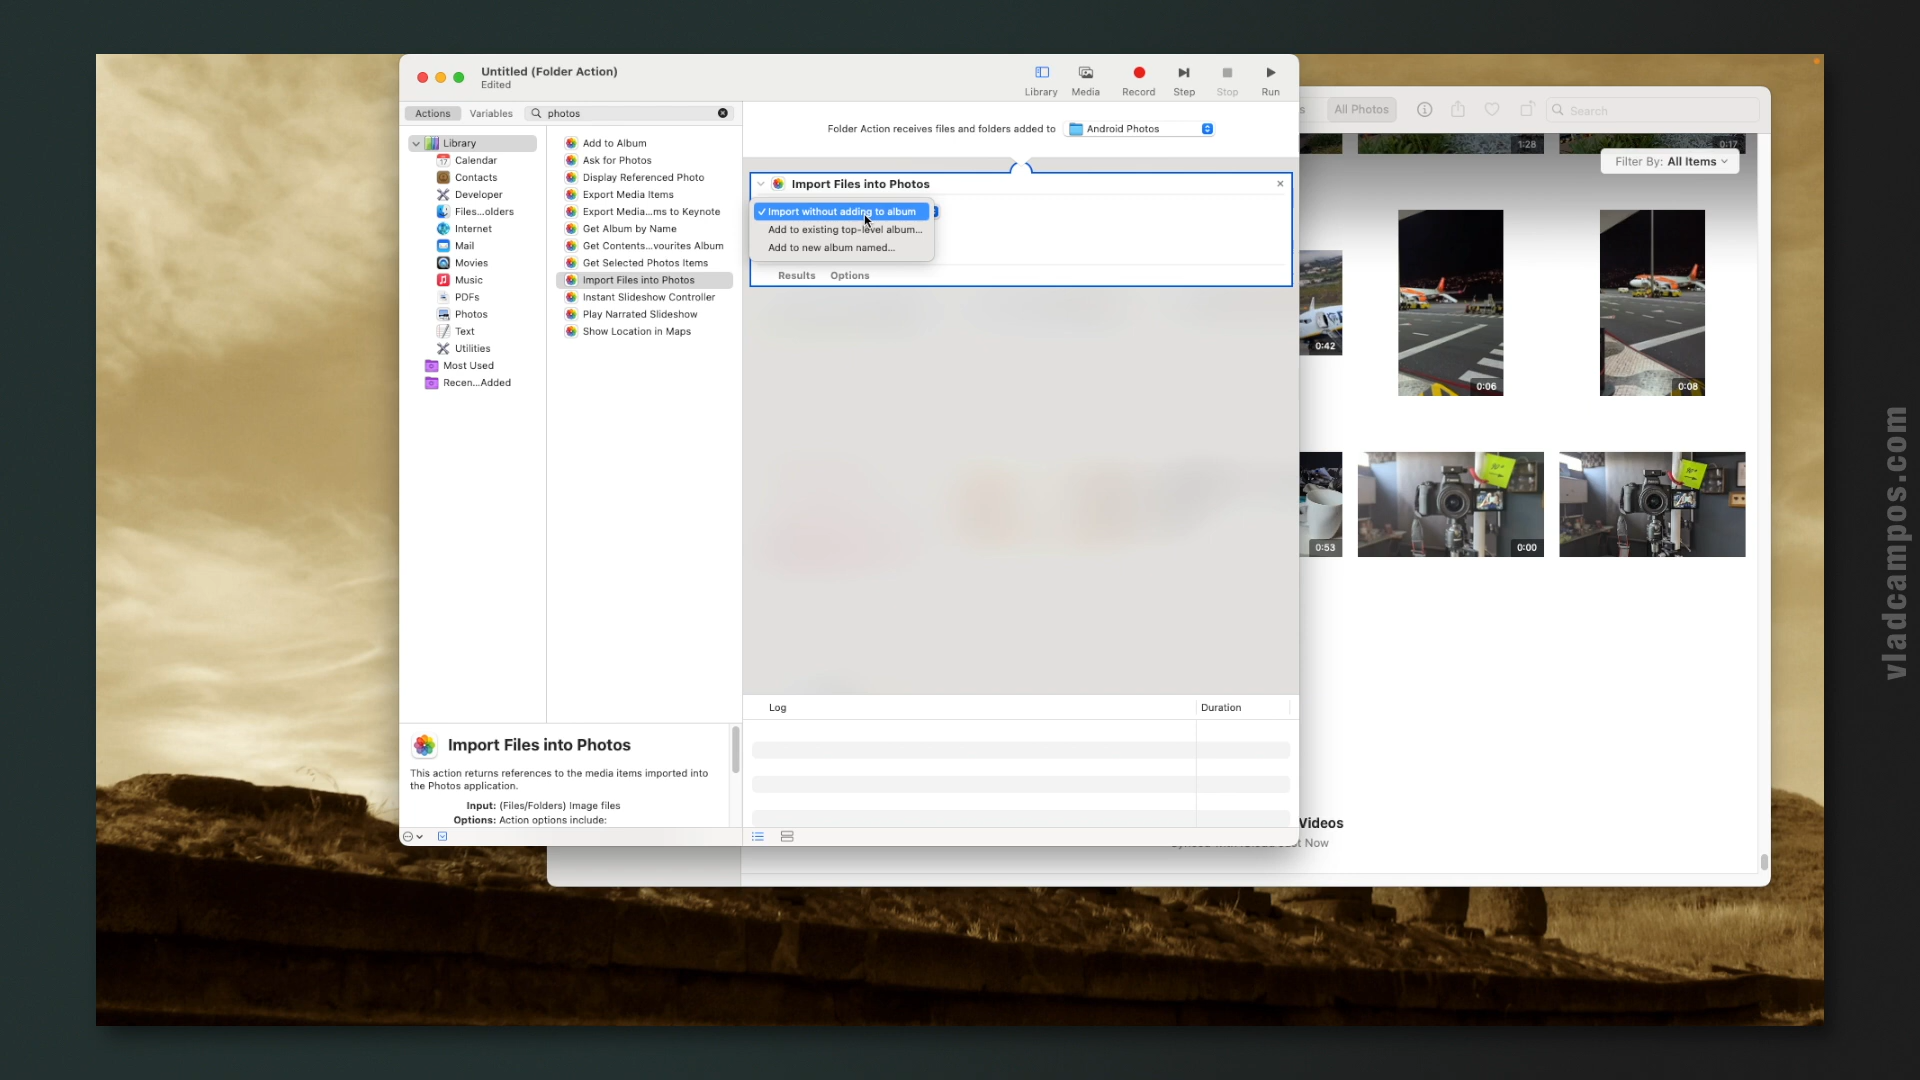 Untitled (Folder Action)
Edited
Library
Media
Record
Step
Stop
Run
Actions
Variables
photos
Library
Calendar
Contacts
Developer
Files...olders
Internet
Mail
Movies
Music
PDFs
Photos
Text
Utilities
Most Used
Recen...Added
Add to Album
Ask for Photos
Display Referenced Photo
Export Media Items
Export Media...ms to Keynote
Get Album by Name
Get Contents...vourites Album
Get Selected Photos Items
Import Files into Photos
Instant Slideshow Controller
Play Narrated Slideshow
Show Location in Maps
Import Files into Photos
This action returns references to the media items imported into
the Photos application.
Input: (Files/Folders) Image files
Options: Action options include:
Folder Action receives files and folders added to
Android Photos
Import Files into Photos
✓ Import without adding to album
Add to existing top-level album...
Add to new album named...
Results
Options
Log
Duration
All Photos
Search
1:28
0:17
Filter By: All Items
0:42
0:06
0:08
0:53
0:00
Videos
Just Now
vladcampos.com